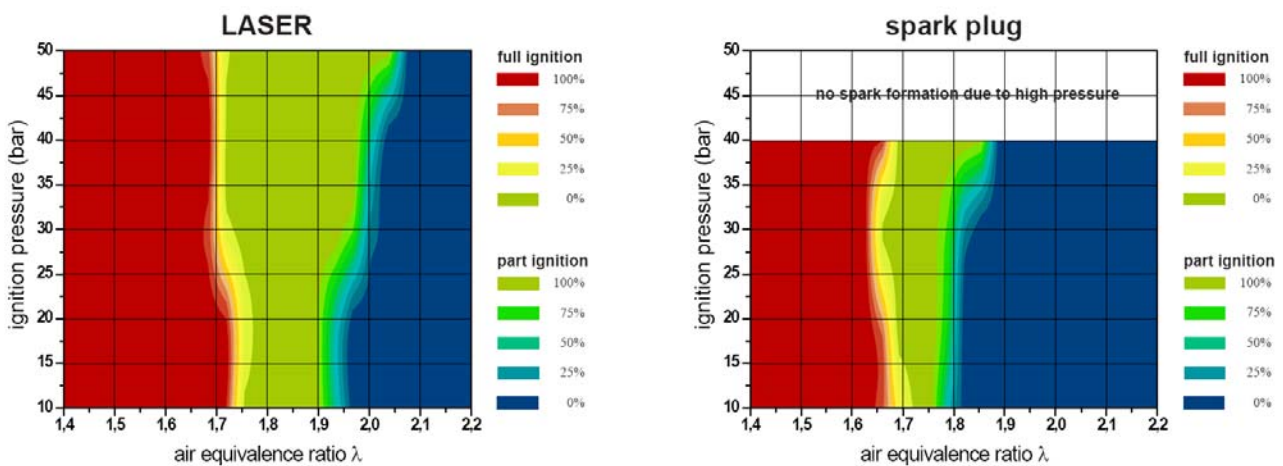 LASER
50
45
40
35
30
25
20
15
10
ignition pressure (bar)
1,4 1,5 1,6 1,7 1,8 1,9 2,0 2,1 2,2
air equivalence ratio λ
full ignition
100%
75%
50%
25%
0%
part ignition
100%
75%
50%
25%
0%
spark plug
no spark formation due to high pressure
50
45
40
35
30
25
20
15
10
ignition pressure (bar)
1,4 1,5 1,6 1,7 1,8 1,9 2,0 2,1 2,2
air equivalence ratio λ
full ignition
100%
75%
50%
25%
0%
part ignition
100%
75%
50%
25%
0%